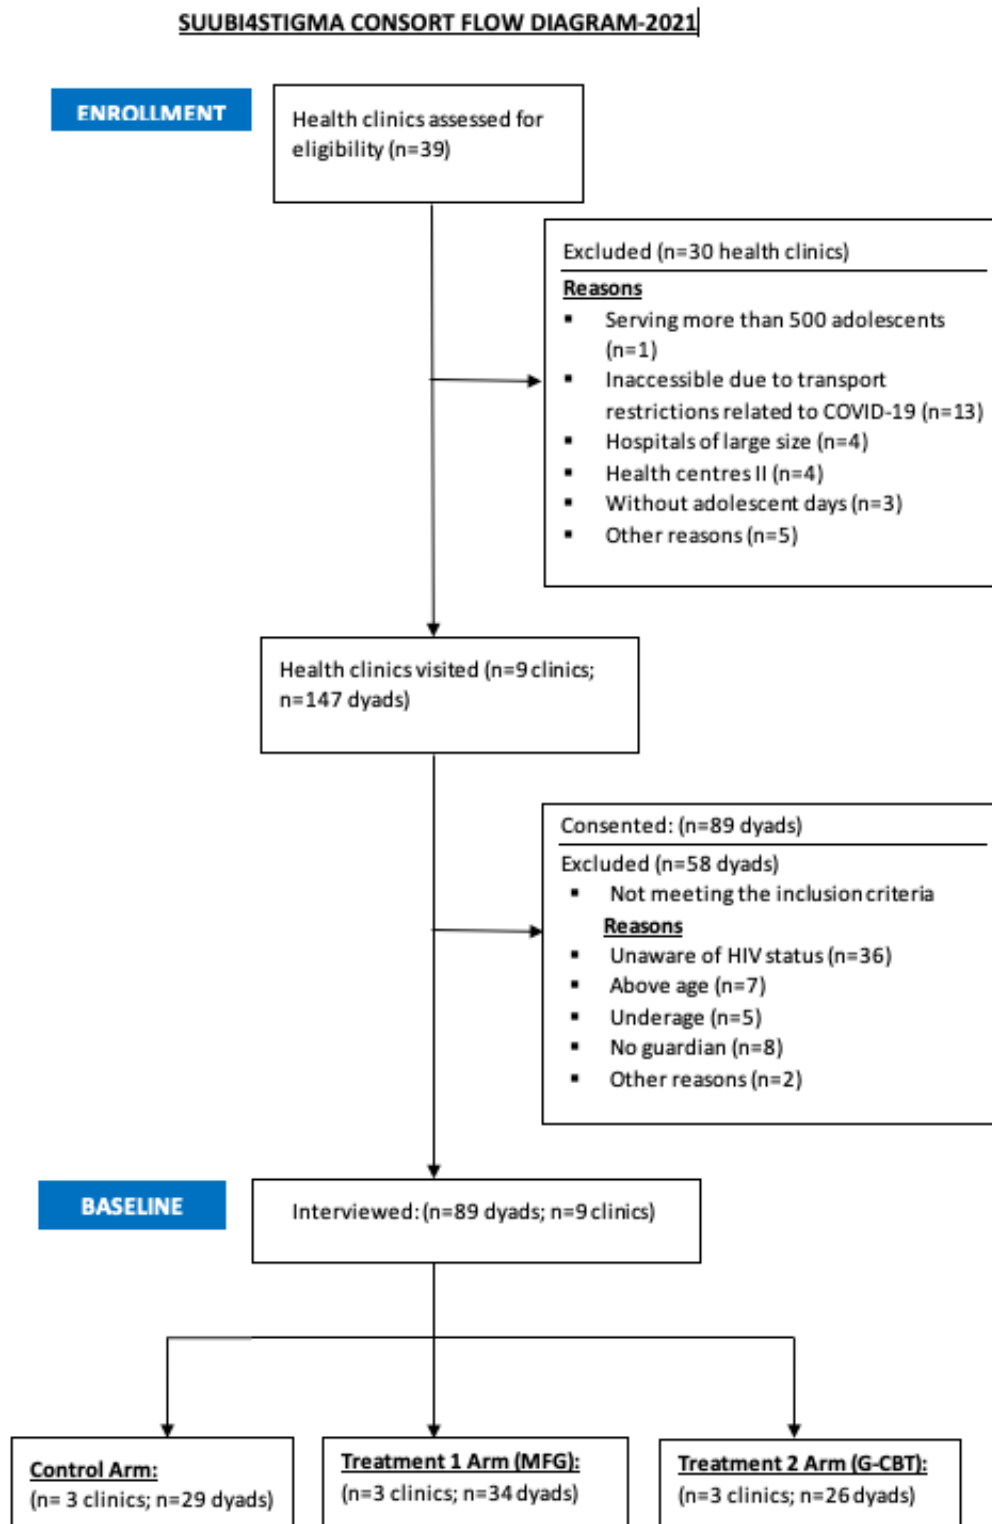 SUUBI4STIGMA CONSORT FLOW DIAGRAM-2021
ENROLLMENT
Health clinics assessed for
eligibility (n=39)
Excluded (n=30 health clinics)
Reasons
▪ Serving more than 500 adolescents
(n=1)
▪ Inaccessible due to transport
restrictions related to COVID-19 (n=13)
▪ Hospitals of large size (n=4)
▪ Health centres II (n=4)
▪ Without adolescent days (n=3)
▪ Other reasons (n=5)
Health clinics visited (n=9 clinics;
n=147 dyads)
Consented: (n=89 dyads)
Excluded (n=58 dyads)
▪ Not meeting the inclusion criteria
Reasons
▪ Unaware of HIV status (n=36)
▪ Above age (n=7)
▪ Underage (n=5)
▪ No guardian (n=8)
▪ Other reasons (n=2)
BASELINE
Interviewed: (n=89 dyads; n=9 clinics)
Control Arm:
(n= 3 clinics; n=29 dyads)
Treatment 1 Arm (MFG):
(n=3 clinics; n=34 dyads)
Treatment 2 Arm (G-CBT):
(n=3 clinics; n=26 dyads)